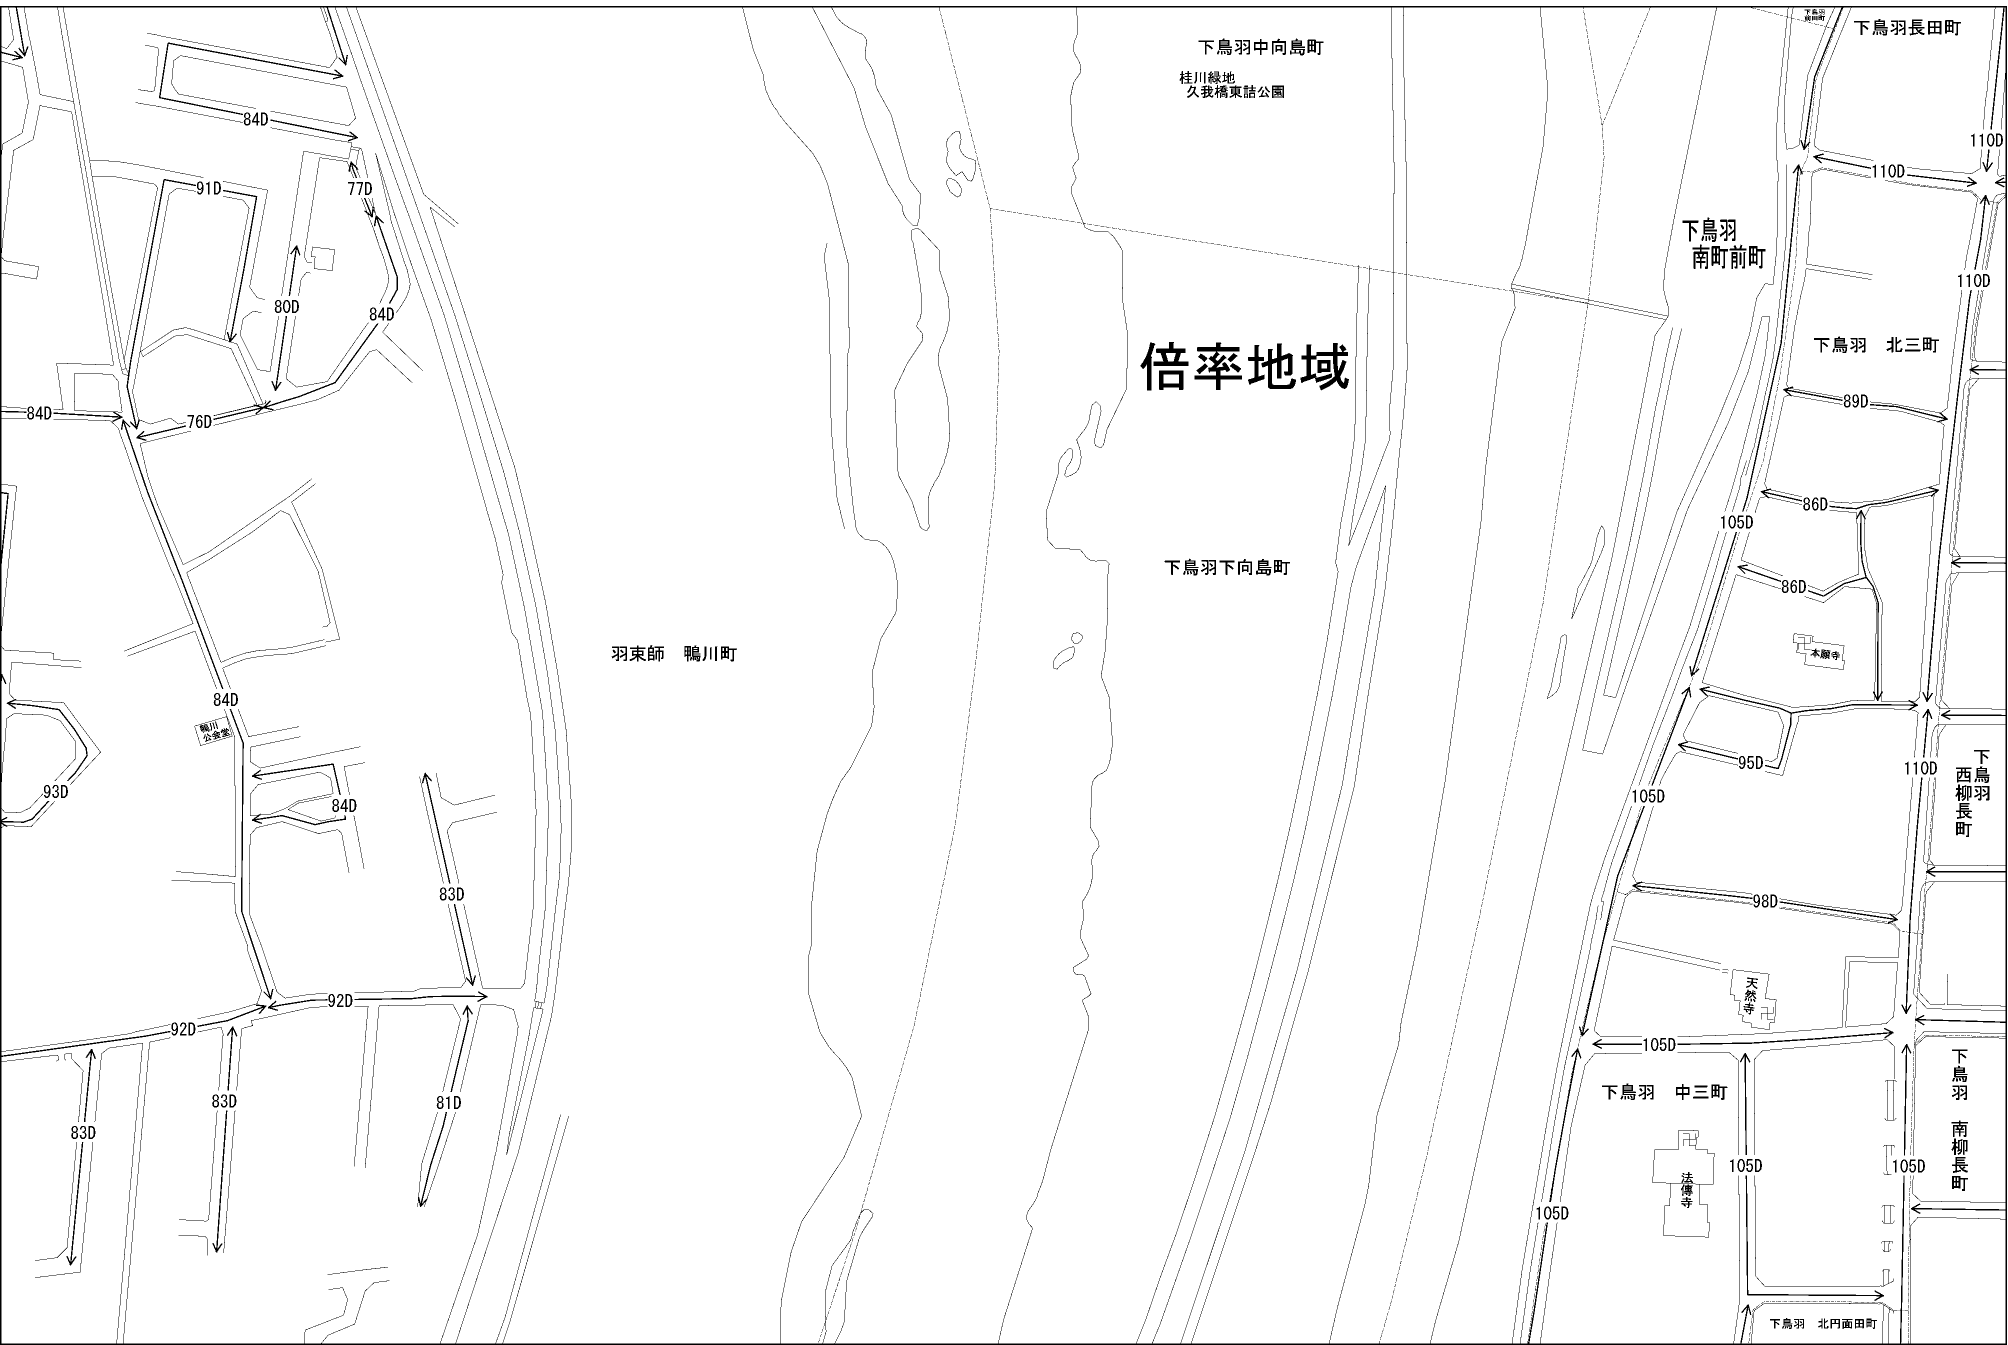 下鳥羽
前田町
下鳥羽長田町
下鳥羽中向島町
桂川緑地
久我橋東詰公園
84D
110D
110D
91D
77D
下鳥羽
南町前町
110D
80D
84D
下鳥羽 北三町
倍率地域
89D
84D
76D
86D
105D
下鳥羽下向島町
86D
羽束師 鴨川町
本願寺
84D
鴨川
公会堂
95D
110D
下鳥羽
西柳長町
93D
84D
105D
83D
98D
天然寺
92D
92D
105D
下鳥羽 中三町
下鳥羽 南柳長町
83D
81D
83D
105D
105D
法傳寺
105D
下鳥羽 北円面田町